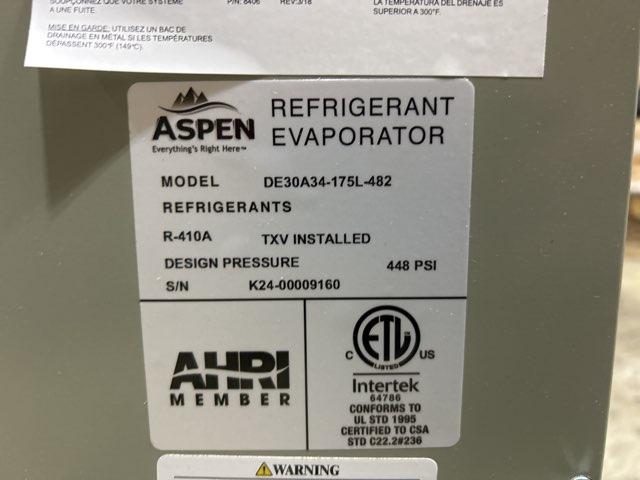 SOUPÇONNEZ QUE VOTRE SYSTÈME
A UNE FUITE.
MISE EN GARDE: UTILISEZ UN BAC DE
DRAINAGE EN MÉTAL SI LES TEMPÉRATURES
DÉPASSENT 300°F (149°C).
P/N: 8406 REV:3/18
LA TEMPERATURA DEL DRENAJE ES
SUPERIOR A 300°F.
ASPEN
Everything's Right Here™
REFRIGERANT
EVAPORATOR
MODEL DE30A34-175L-482
REFRIGERANTS
R-410A TXV INSTALLED
DESIGN PRESSURE 448 PSI
S/N K24-00009160
AHRI
MEMBER
ETL
LISTED
C US
Intertek
64786
CONFORMS TO
UL STD 1995
CERTIFIED TO CSA
STD C22.2#236
WARNING